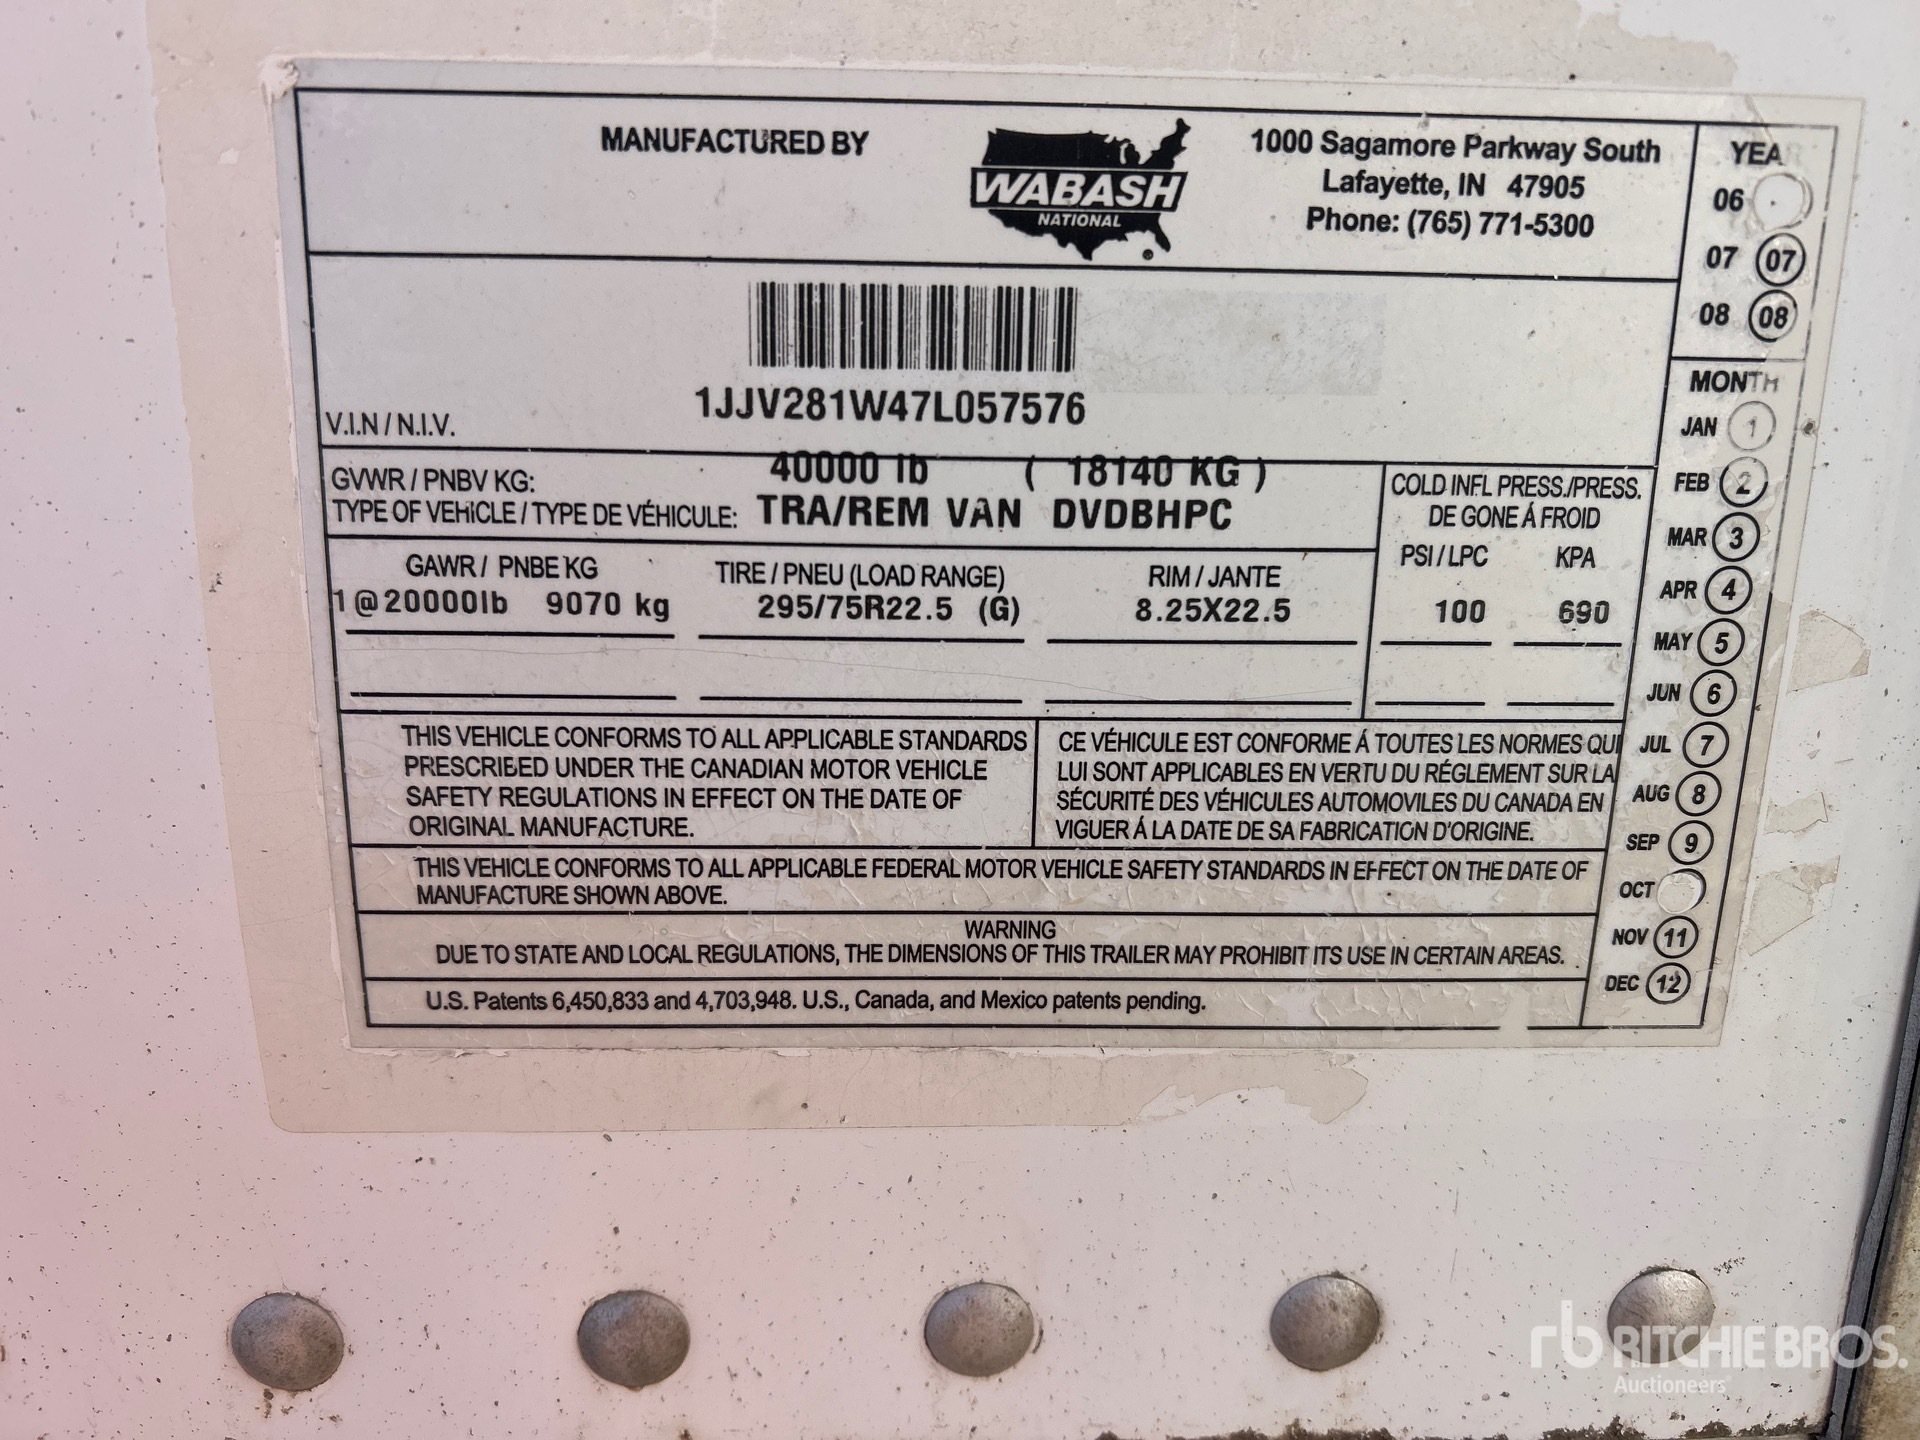 MANUFACTURED BY
WABASH
NATIONAL
®
1000 Sagamore Parkway South
Lafayette, IN 47905
Phone: (765) 771-5300
V.I.N / N.I.V.
1JJV281W47L057576
GVWR / PNBV KG: 40000 lb ( 18140 KG )
TYPE OF VEHICLE / TYPE DE VÉHICULE: TRA/REM VAN DVDBHPC
COLD INFL PRESS./PRESS.
DE GONE Á FROID
PSI / LPC KPA
100 690
GAWR / PNBE KG TIRE / PNEU (LOAD RANGE) RIM / JANTE
1@20000lb 9070 kg 295/75R22.5 (G) 8.25X22.5
THIS VEHICLE CONFORMS TO ALL APPLICABLE STANDARDS
PRESCRIBED UNDER THE CANADIAN MOTOR VEHICLE
SAFETY REGULATIONS IN EFFECT ON THE DATE OF
ORIGINAL MANUFACTURE.
CE VÉHICULE EST CONFORME Á TOUTES LES NORMES QUI
LUI SONT APPLICABLES EN VERTU DU RÉGLEMENT SUR LA
SÉCURITÉ DES VÉHICULES AUTOMOVILES DU CANADA EN
VIGUER Á LA DATE DE SA FABRICATION D'ORIGINE.
THIS VEHICLE CONFORMS TO ALL APPLICABLE FEDERAL MOTOR VEHICLE SAFETY STANDARDS IN EFFECT ON THE DATE OF
MANUFACTURE SHOWN ABOVE.
WARNING
DUE TO STATE AND LOCAL REGULATIONS, THE DIMENSIONS OF THIS TRAILER MAY PROHIBIT ITS USE IN CERTAIN AREAS.
U.S. Patents 6,450,833 and 4,703,948. U.S., Canada, and Mexico patents pending.
YEAR
06
07 07
08 08
MONTH
JAN 1
FEB 2
MAR 3
APR 4
MAY 5
JUN 6
JUL 7
AUG 8
SEP 9
OCT
NOV 11
DEC 12
rb RITCHIE BROS.
Auctioneers